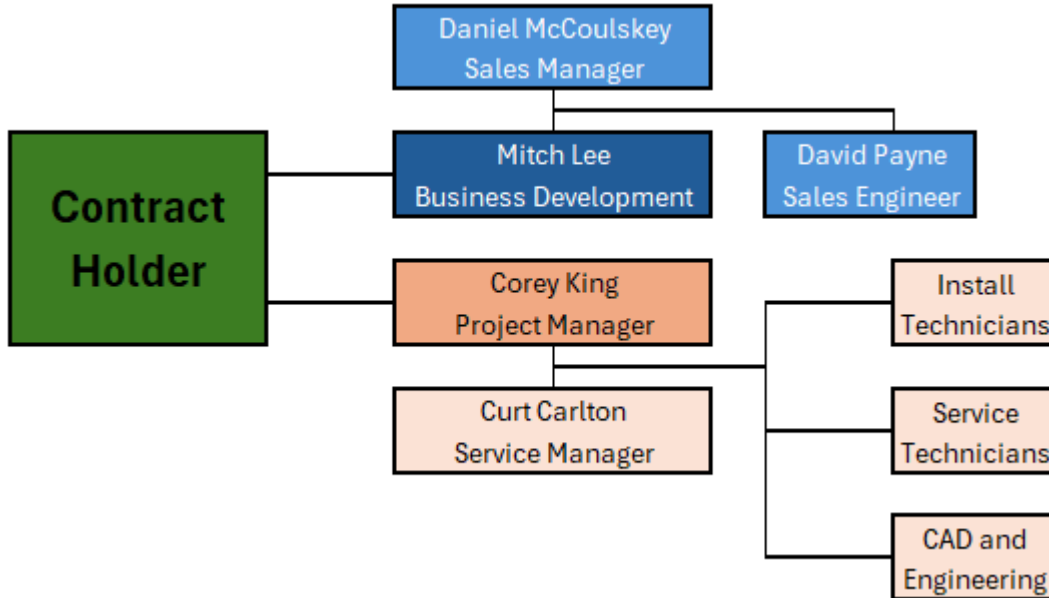 Daniel McCoulskey
Sales Manager
Contract
Holder
Mitch Lee
Business Development
David Payne
Sales Engineer
Corey King
Project Manager
Install
Technicians
Curt Carlton
Service Manager
Service
Technicians
CAD and
Engineering